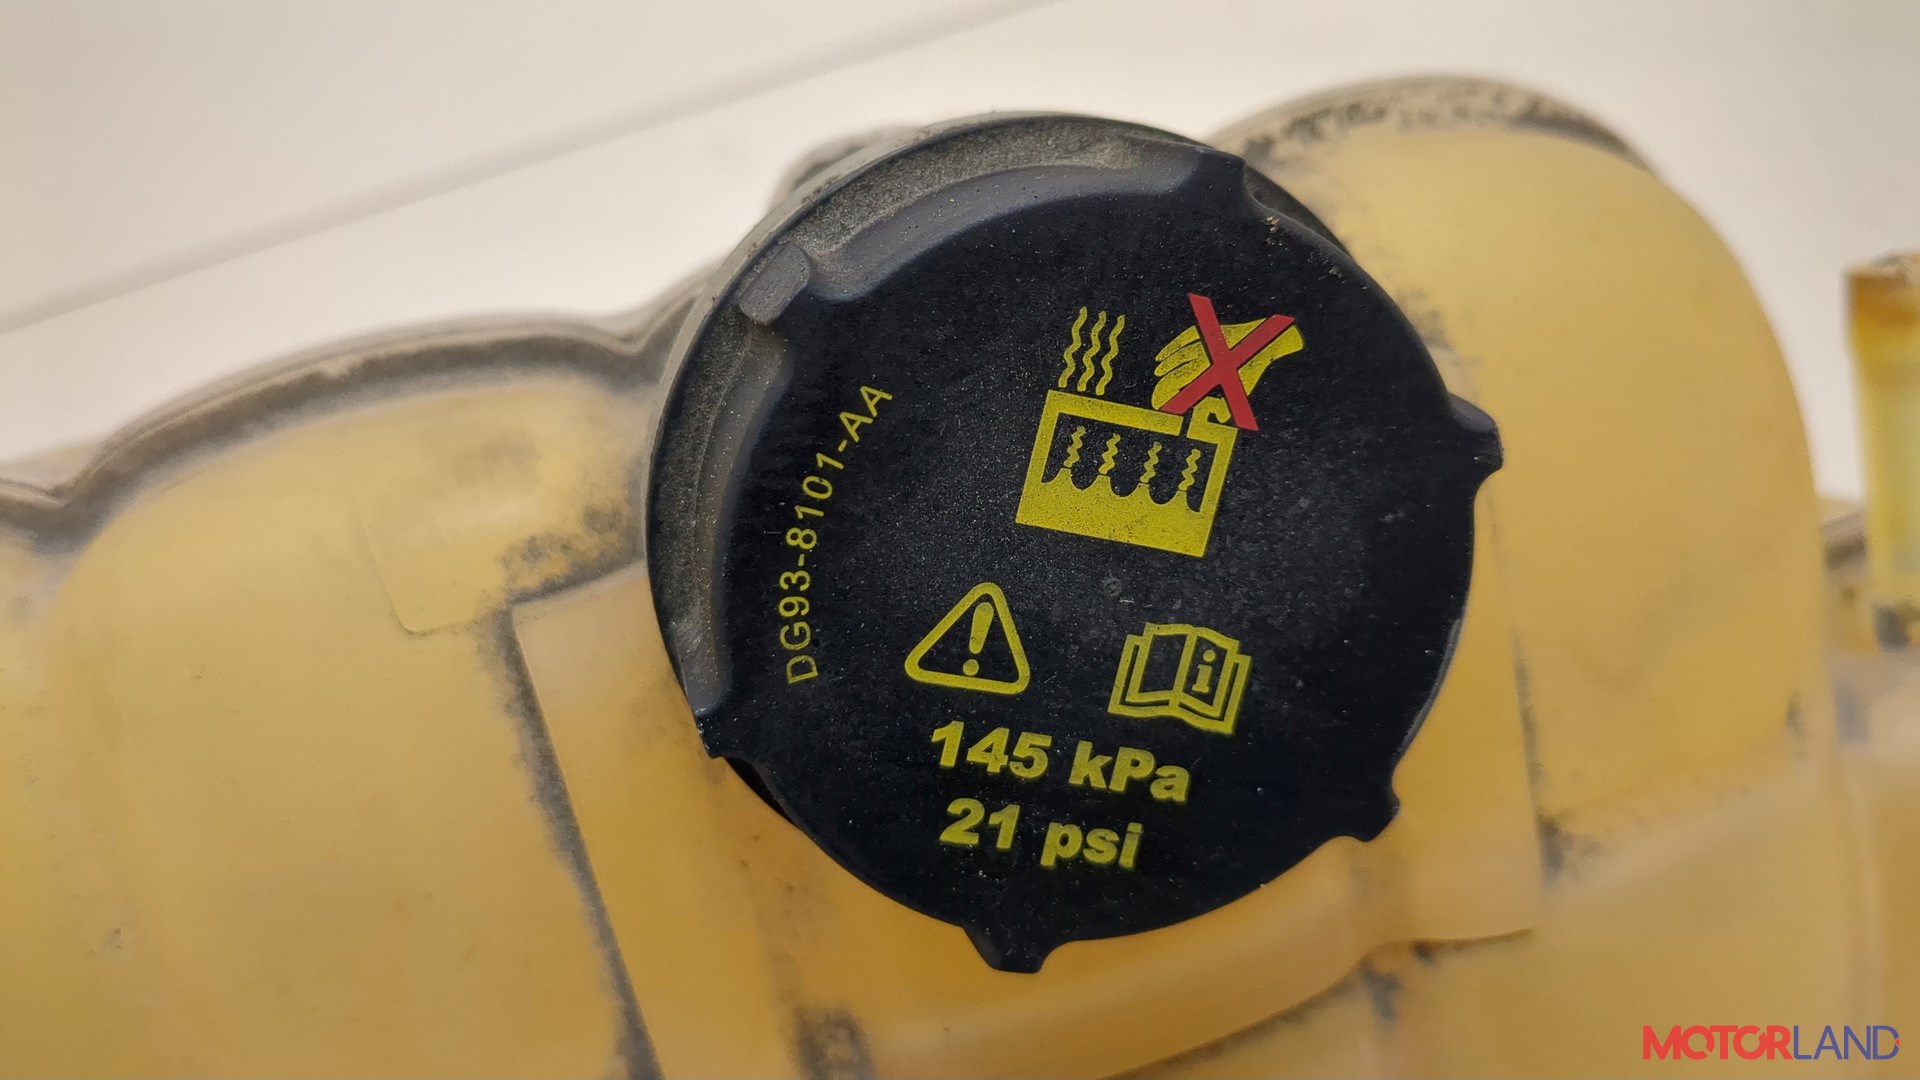 DG93-8101-AA
145 kPa
21 psi
MOTORLAND